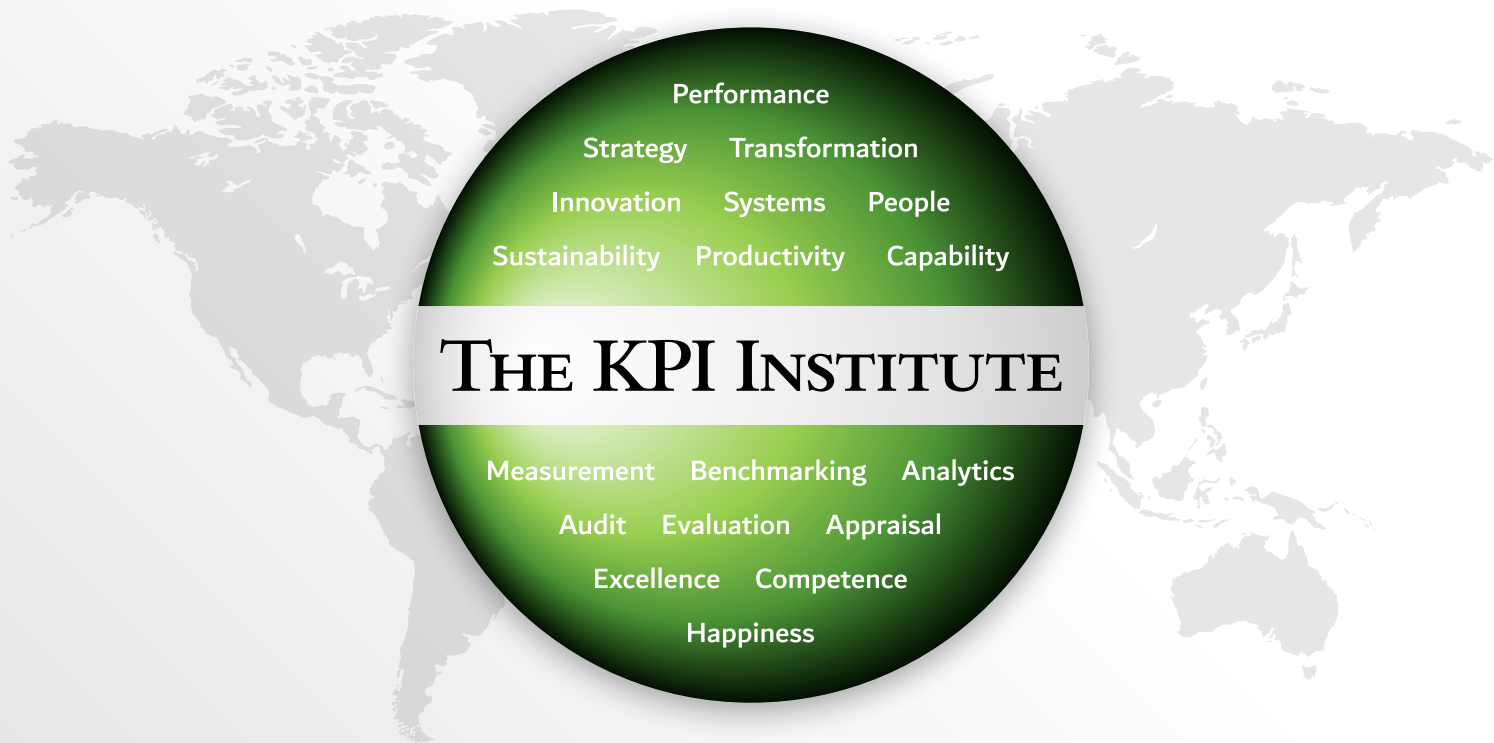 Performance
Strategy Transformation
Innovation Systems People
Sustainability Productivity Capability
The KPI Institute
Measurement Benchmarking Analytics
Audit Evaluation Appraisal
Excellence Competence
Happiness